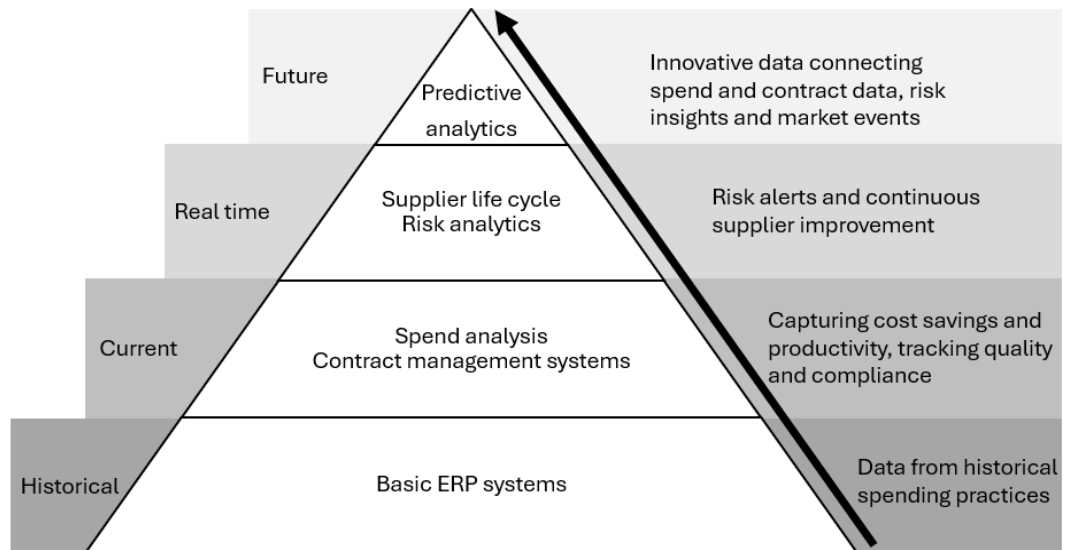 Future
Predictive
analytics
Innovative data connecting
spend and contract data, risk
insights and market events
Real time
Supplier life cycle
Risk analytics
Risk alerts and continuous
supplier improvement
Current
Spend analysis
Contract management systems
Capturing cost savings and
productivity, tracking quality
and compliance
Historical
Basic ERP systems
Data from historical
spending practices